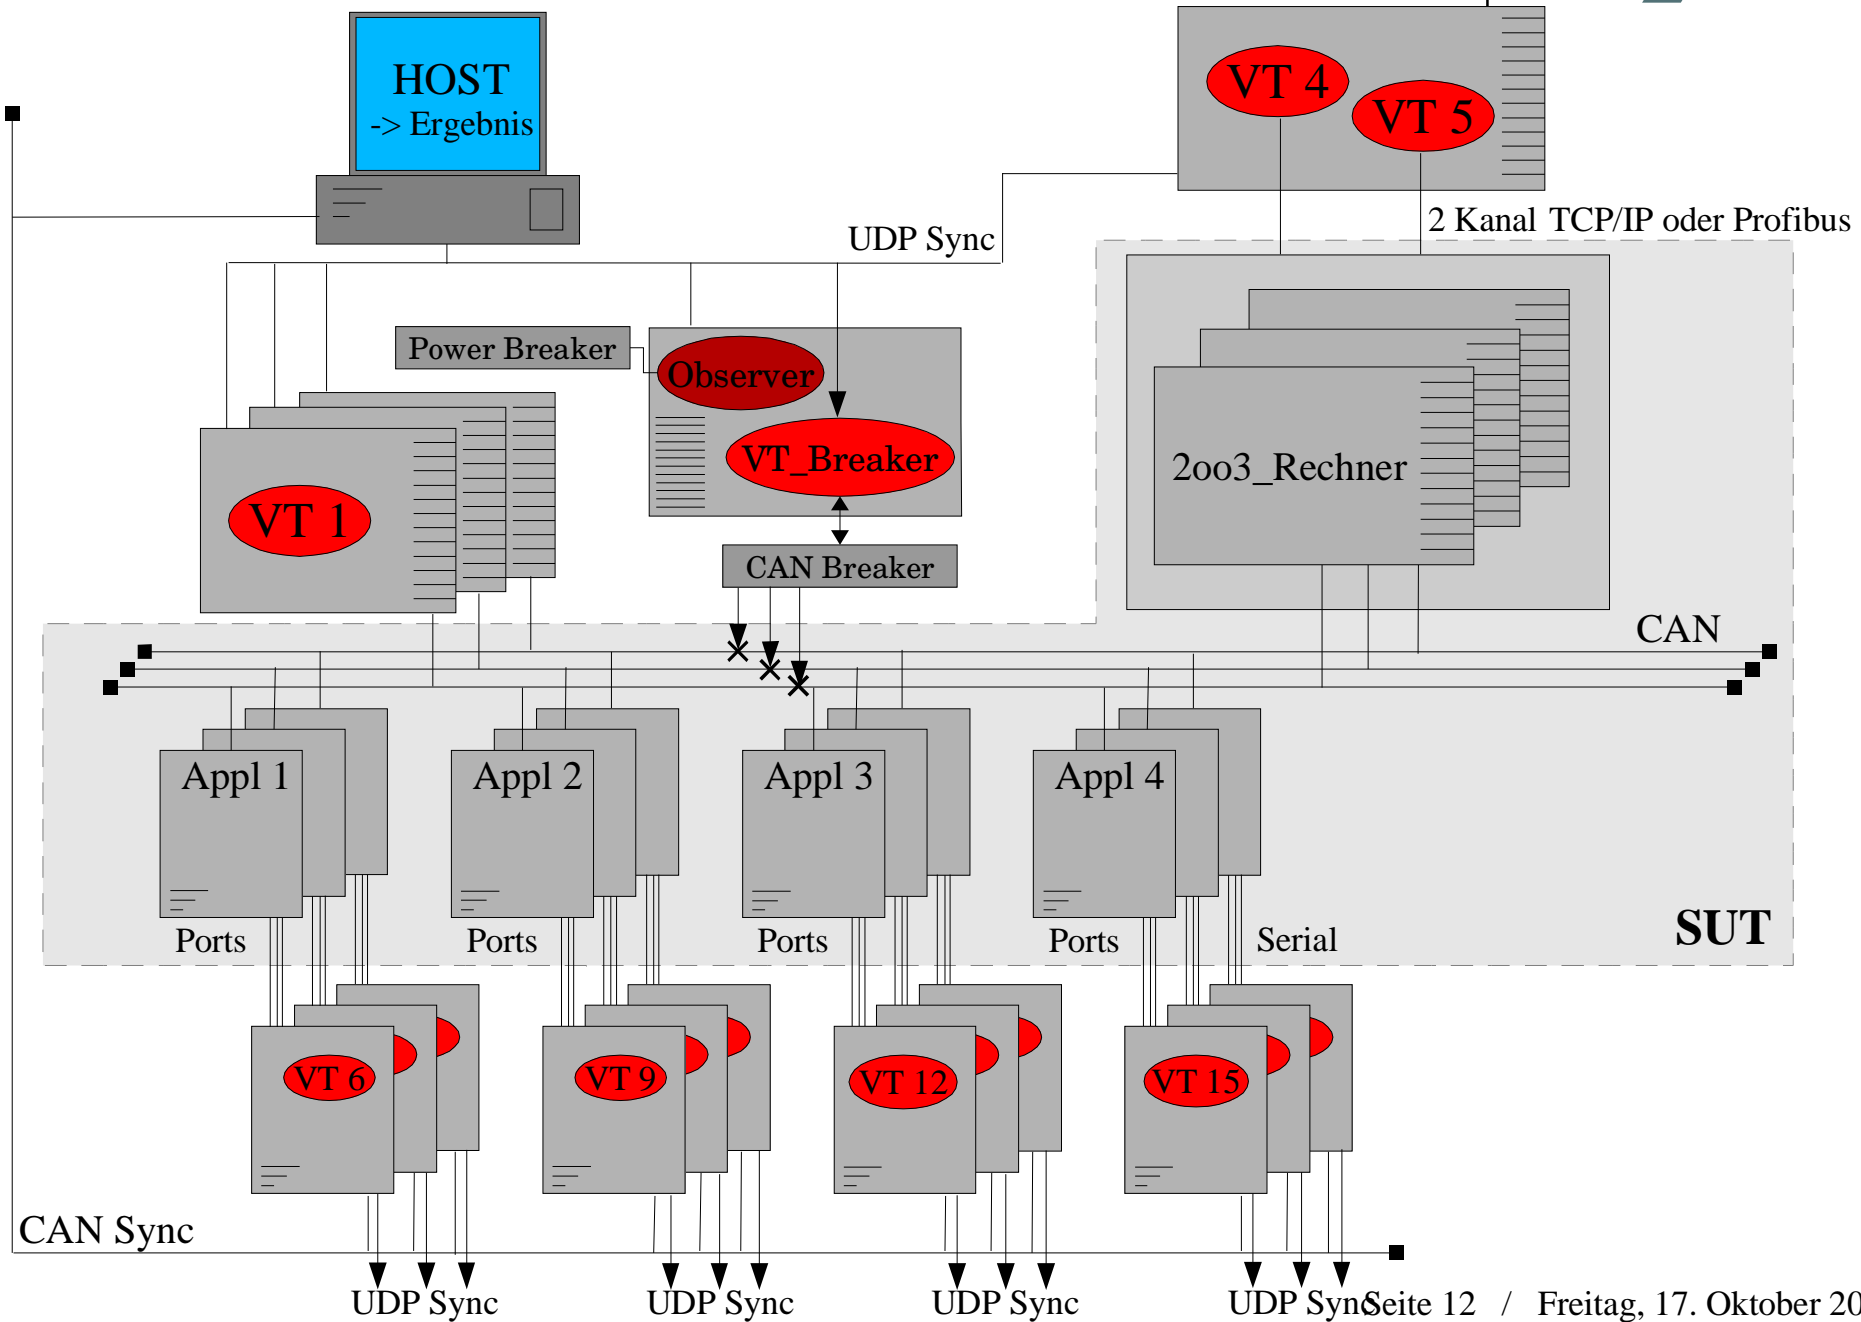 HOST
-> Ergebnis
VT 4
VT 5
2 Kanal TCP/IP oder Profibus
UDP Sync
Power Breaker
Observer
VT_Breaker
VT 1
2oo3_Rechner
CAN Breaker
CAN
Appl 1
Appl 2
Appl 3
Appl 4
Ports
Ports
Ports
Ports
Serial
SUT
VT 6
VT 9
VT 12
VT 15
CAN Sync
UDP Sync
UDP Sync
UDP Sync
UDP Sync
Seite 12 / Freitag, 17. Oktober 20